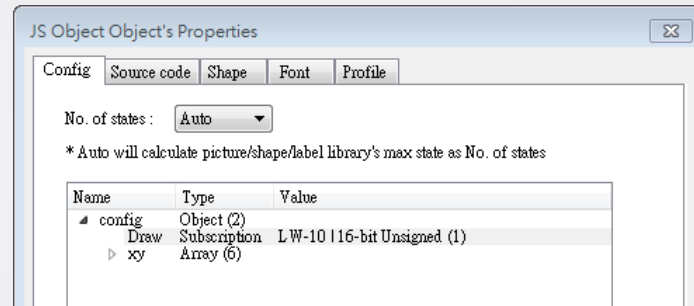 JS Object Object's Properties
Config Source code Shape Font Profile
No. of states : Auto
* Auto will calculate picture/shape/label library's max state as No. of states
Name Type Value
config Object (2)
Draw Subscription LW-10 | 16-bit Unsigned (1)
xy Array (6)